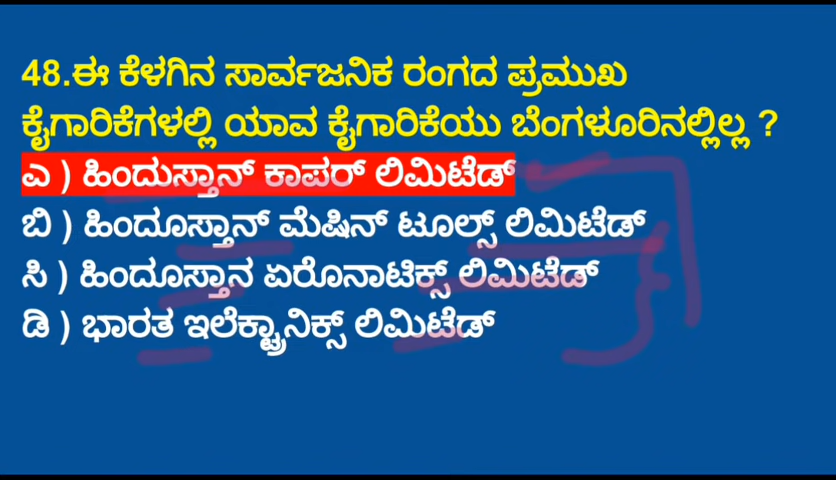 48.ಈ ಕೆಳಗಿನ ಸಾರ್ವಜನಿಕ ರಂಗದ ಪ್ರಮುಖ
ಕೈಗಾರಿಕೆಗಳಲ್ಲಿ ಯಾವ ಕೈಗಾರಿಕೆಯು ಬೆಂಗಳೂರಿನಲ್ಲಿಲ್ಲ ?
ಎ ) ಹಿಂದುಸ್ತಾನ್ ಕಾಪರ್ ಲಿಮಿಟೆಡ್
ಬಿ ) ಹಿಂದೂಸ್ತಾನ್ ಮೆಷಿನ್ ಟೂಲ್ಸ್ ಲಿಮಿಟೆಡ್
ಸಿ ) ಹಿಂದೂಸ್ತಾನ ಏರೊನಾಟಿಕ್ಸ್ ಲಿಮಿಟೆಡ್
ಡಿ ) ಭಾರತ ಇಲೆಕ್ಟ್ರಾನಿಕ್ಸ್ ಲಿಮಿಟೆಡ್